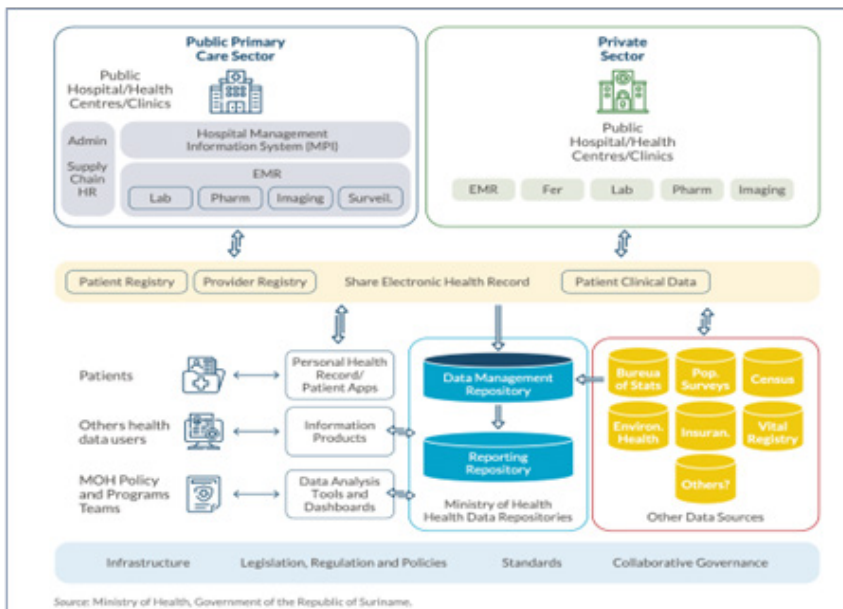 Public Primary
Care Sector
Public
Hospital/Health
Centres/Clinics
Admin
Supply
Chain
HR
Hospital Management
Information System (MPI)
EMR
Lab
Pharm
Imaging
Surveil.
Private
Sector
Public
Hospital/Health
Centres/Clinics
EMR
Fer
Lab
Pharm
Imaging
Patient Registry
Provider Registry
Share Electronic Health Record
Patient Clinical Data
Patients
Personal Health
Record/
Patient Apps
Others health
data users
Information
Products
MOH Policy
and Programs
Teams
Data Analysis
Tools and
Dashboards
Data Management
Repository
Reporting
Repository
Ministry of Health
Health Data Repositories
Bureua
of Stats
Pop.
Surveys
Census
Environ.
Health
Insuran.
Vital
Registry
Others?
Other Data Sources
Infrastructure
Legislation, Regulation and Policies
Standards
Collaborative Governance
Source: Ministry of Health, Government of the Republic of Suriname.